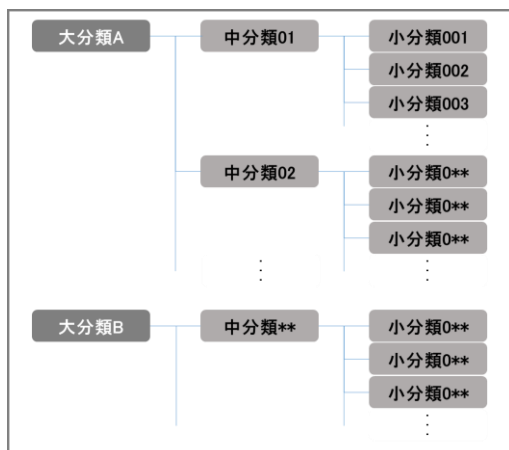 大分類A 中分類01 小分類001
小分類002
小分類003
⋮
中分類02 小分類0**
小分類0**
小分類0**
⋮ ⋮
大分類B 中分類** 小分類0**
小分類0**
小分類0**
⋮